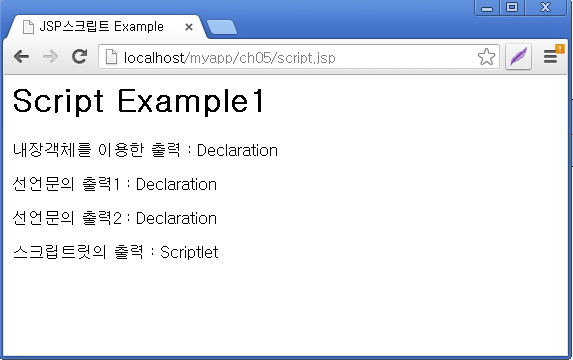 JSP스크립트 Example
localhost/myapp/ch05/script.jsp
Script Example1
내장객체를 이용한 출력 : Declaration
선언문의 출력1 : Declaration
선언문의 출력2 : Declaration
스크립트릿의 출력 : Scriptlet